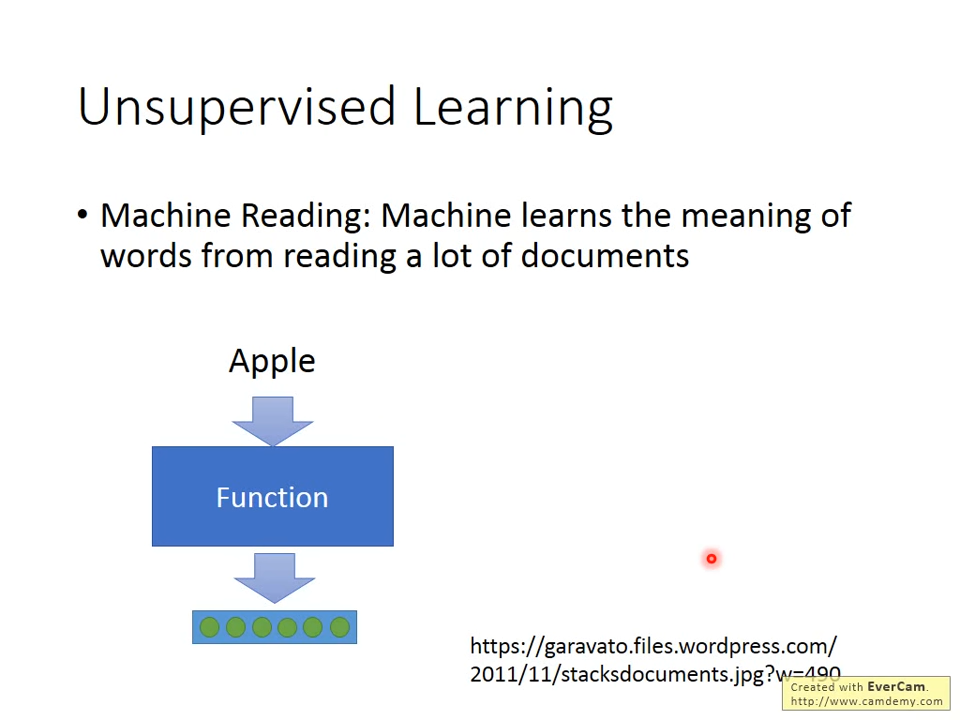 Unsupervised Learning
• Machine Reading: Machine learns the meaning of
words from reading a lot of documents
Apple
Function
https://garavato.files.wordpress.com/
2011/11/stacksdocuments.jpg?w=490
Created with EverCam.
http://www.camdemy.com